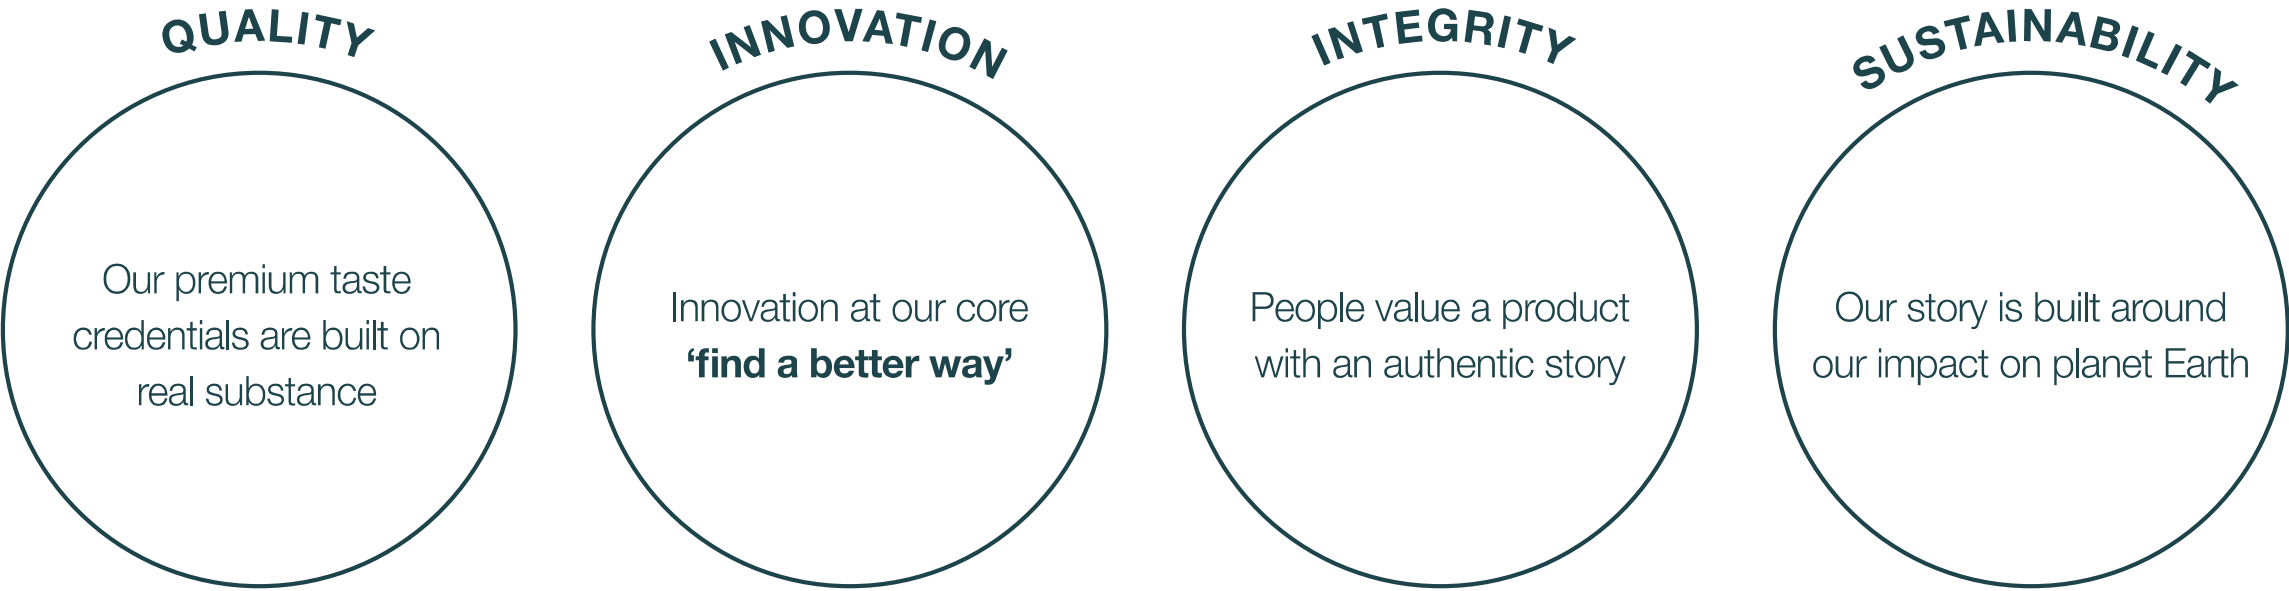 QUALITY
Our premium taste
credentials are built on
real substance
INNOVATION
Innovation at our core
‘find a better way’
INTEGRITY
People value a product
with an authentic story
SUSTAINABILITY
Our story is built around
our impact on planet Earth